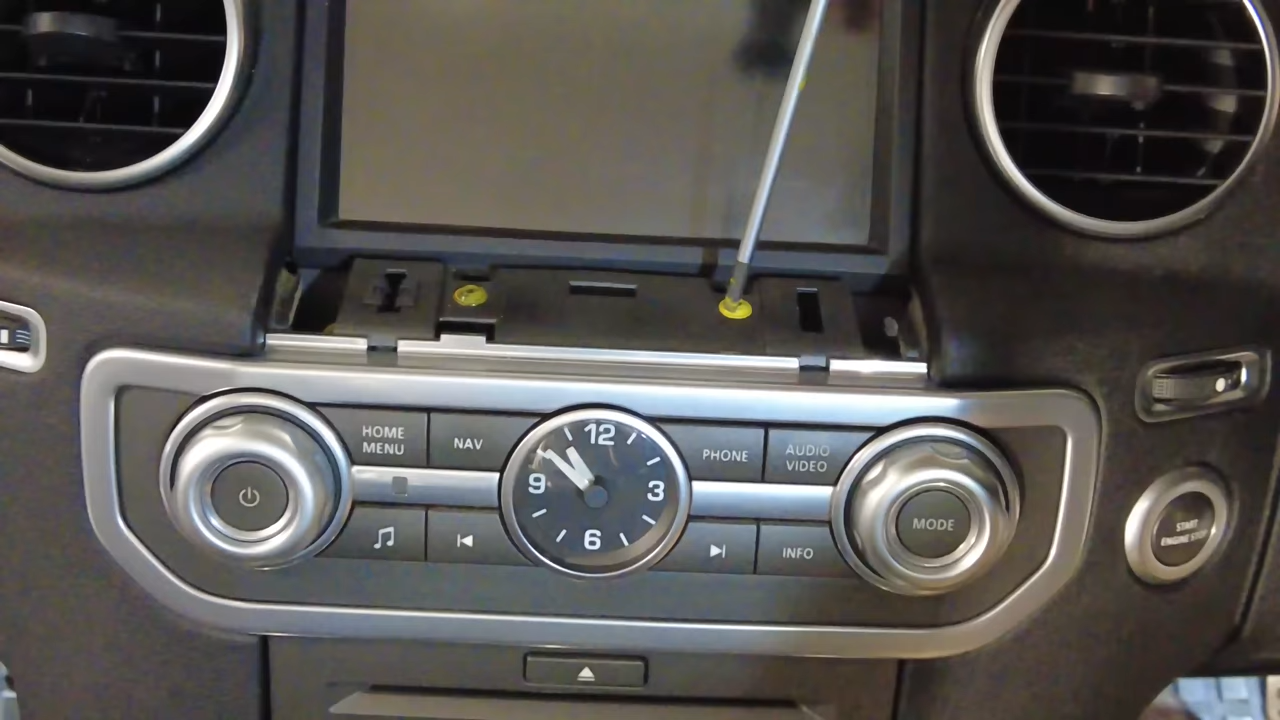 HOME
MENU
NAV
12
9
3
6
PHONE
AUDIO
VIDEO
INFO
MODE
START
ENGINE STOP